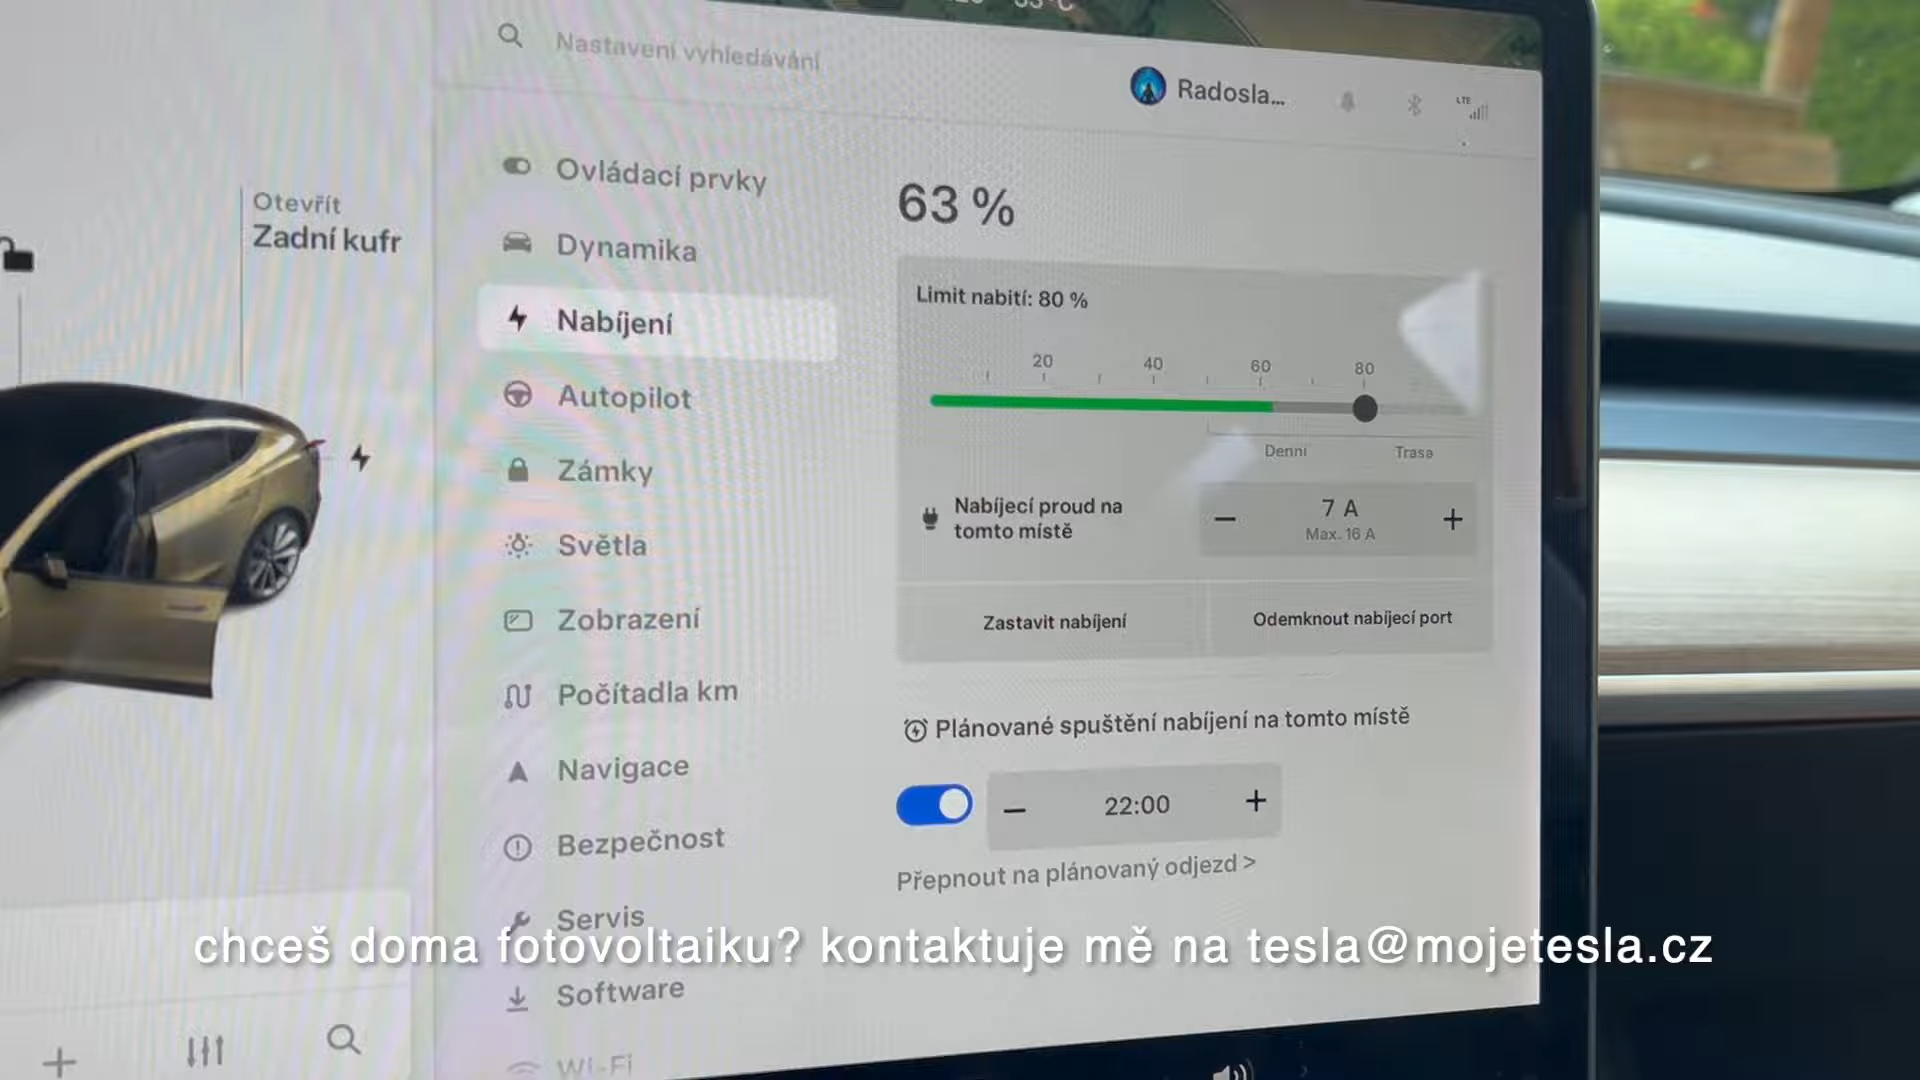 Nastavení vyhledávání
Radosla...
LTE
Otevřít
Zadní kufr
Ovládací prvky
Dynamika
Nabíjení
Autopilot
Zámky
Světla
Zobrazení
Počítadla km
Navigace
Bezpečnost
Servis
Software
Wi-Fi
63 %
Limit nabití: 80 %
20 40 60 80
Denní Trasa
Nabíjecí proud na
tomto místě
7 A
Max. 16 A
Zastavit nabíjení
Odemknout nabíjecí port
Plánované spuštění nabíjení na tomto místě
22:00
Přepnout na plánovaný odjezd >
chceš doma fotovoltaiku? kontaktuje mě na tesla@mojetesla.cz